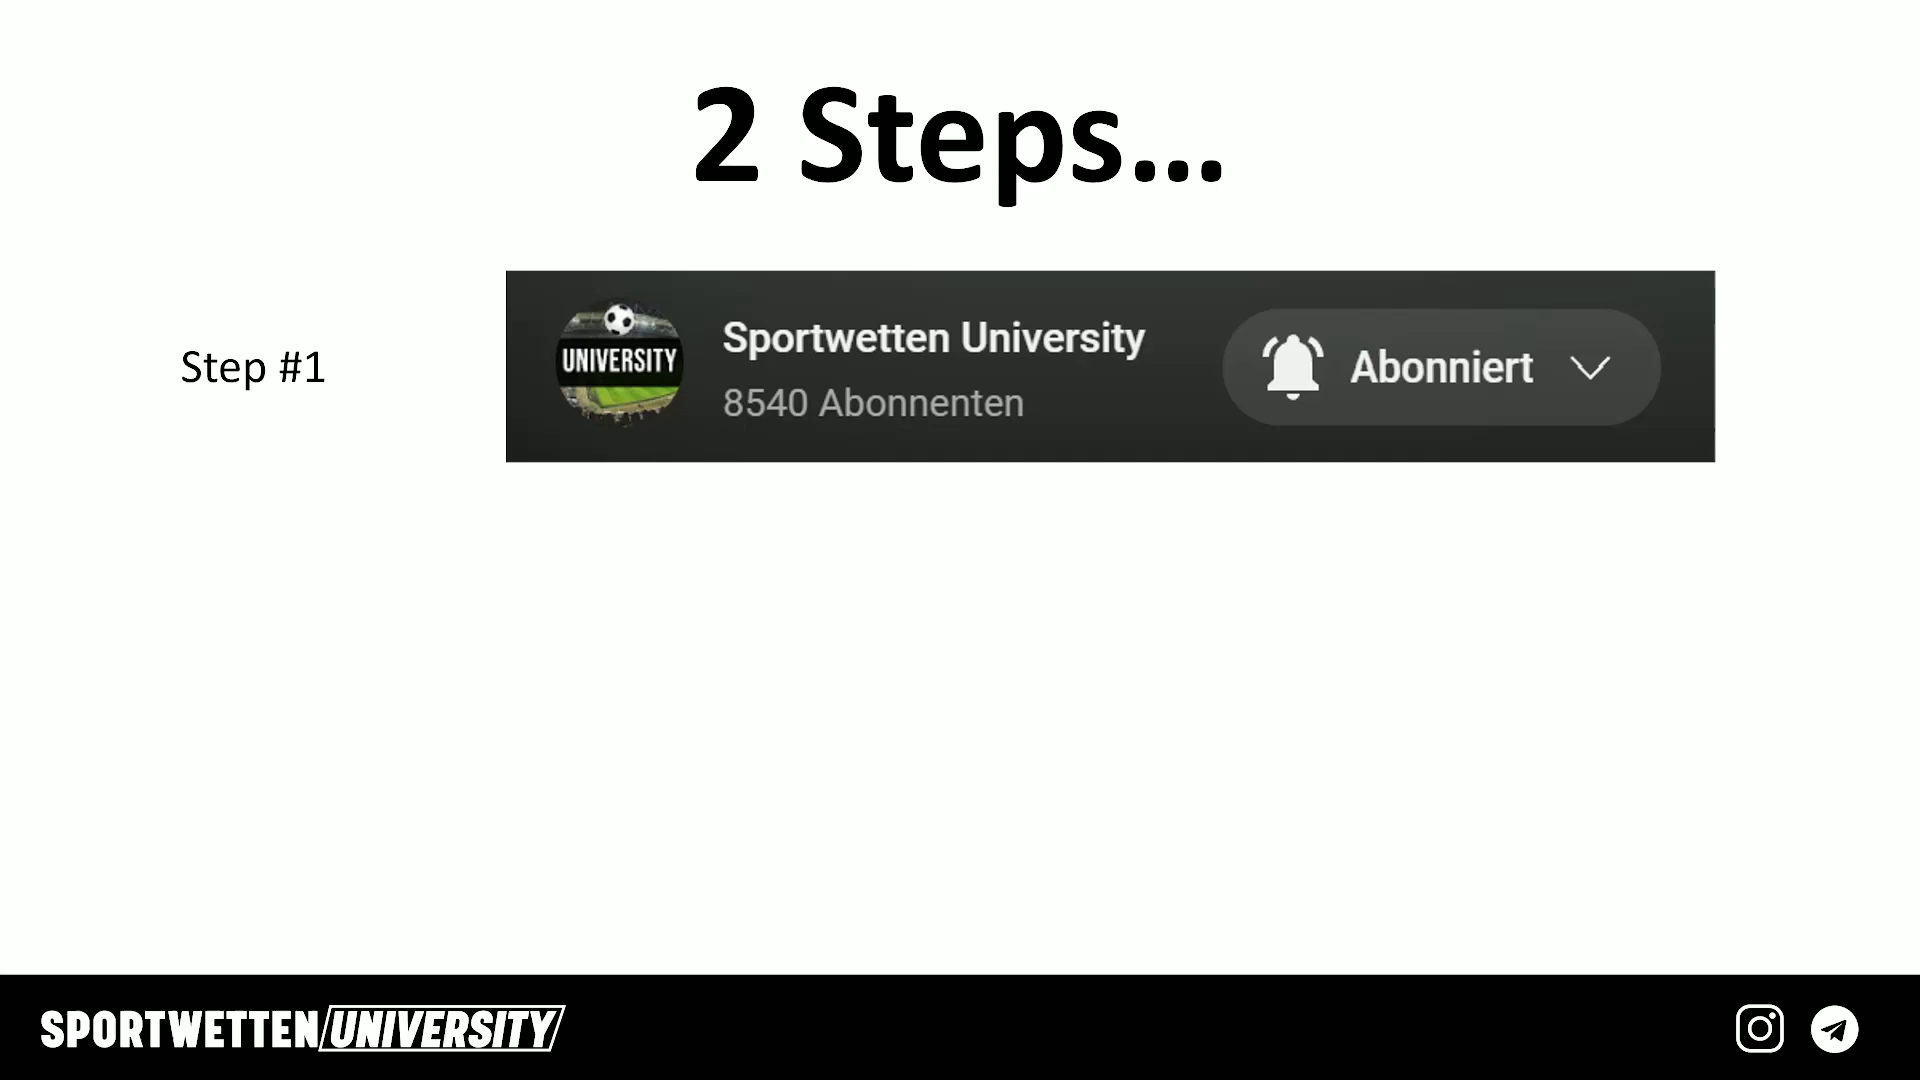 2 Steps...
Step #1
UNIVERSITY
Sportwetten University
8540 Abonnenten
Abonniert
SPORTWETTEN UNIVERSITY